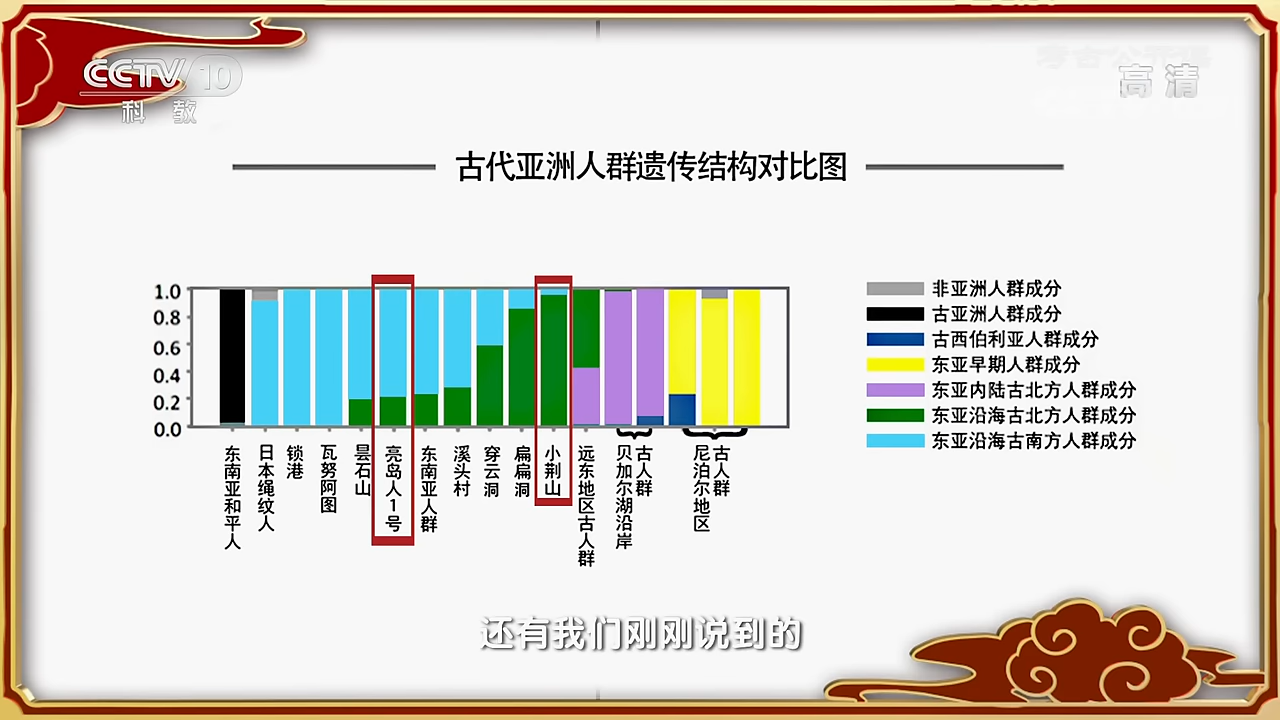 CCTV 10
科教
考古公开课
高清
古代亚洲人群遗传结构对比图
1.0
0.8
0.6
0.4
0.2
0.0
东南亚和平人
日本绳纹人
锁港
瓦努阿图
昙石山
亮岛人1号
东南亚人群
溪头村
穿云洞
扁扁洞
小荆山
远东地区古人群
贝加尔湖沿岸
古人群
尼泊尔地区
古人群
非亚洲人群成分
古亚洲人群成分
古西伯利亚人群成分
东亚早期人群成分
东亚内陆古北方人群成分
东亚沿海古北方人群成分
东亚沿海古南方人群成分
还有我们刚刚说到的